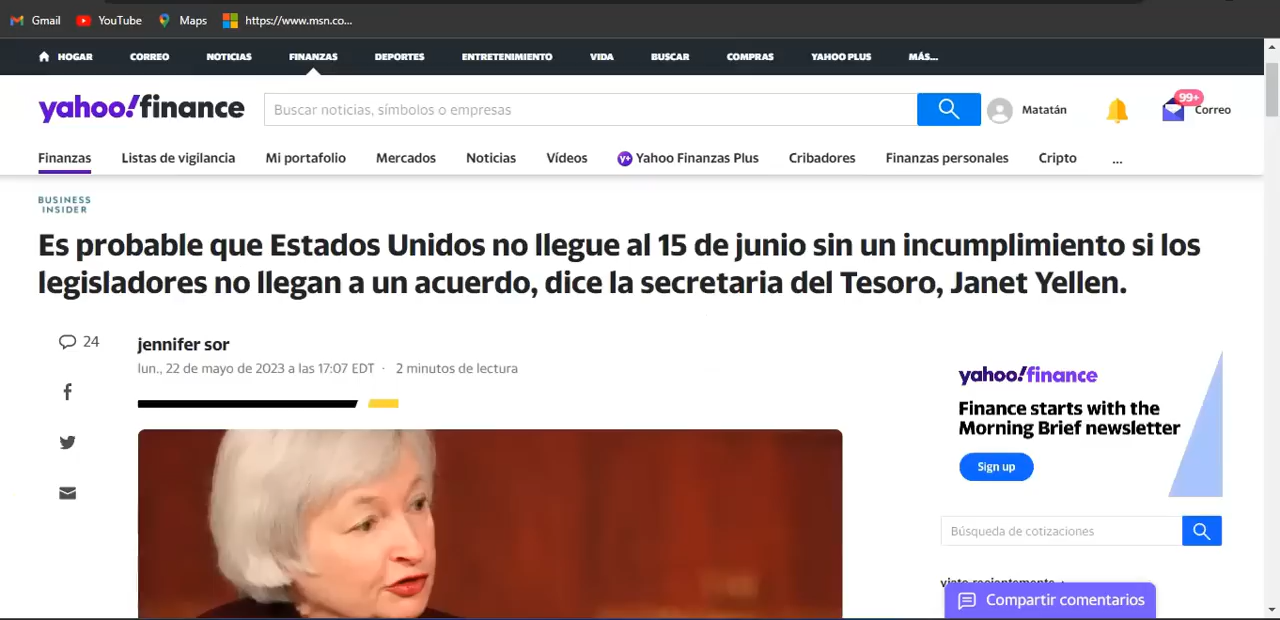 Gmail YouTube Maps https://www.msn.co...
HOGAR CORREO NOTICIAS FINANZAS DEPORTES ENTRETENIMIENTO VIDA BUSCAR COMPRAS YAHOO PLUS MÁS...
yahoo!finance Buscar noticias, símbolos o empresas Matatán 99+ Correo
Finanzas Listas de vigilancia Mi portafolio Mercados Noticias Vídeos Yahoo Finanzas Plus Cribadores Finanzas personales Cripto ...
BUSINESS
INSIDER
Es probable que Estados Unidos no llegue al 15 de junio sin un incumplimiento si los
legisladores no llegan a un acuerdo, dice la secretaria del Tesoro, Janet Yellen.
24
jennifer sor
lun., 22 de mayo de 2023 a las 17:07 EDT · 2 minutos de lectura
yahoo!finance
Finance starts with the
Morning Brief newsletter
Sign up
Búsqueda de cotizaciones
Compartir comentarios